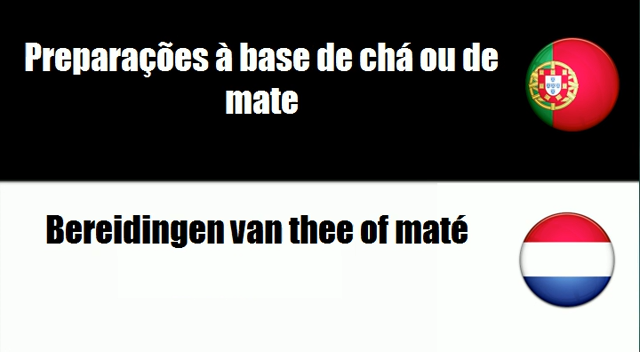 Preparações à base de chá ou de
mate
Bereidingen van thee of maté